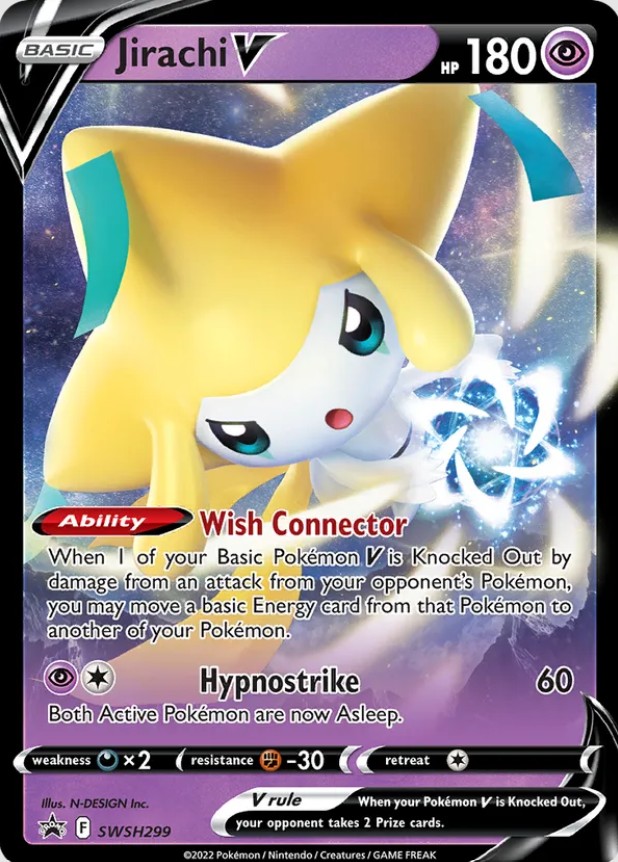 BASIC Jirachi V HP 180
Ability Wish Connector
When 1 of your Basic Pokémon V is Knocked Out by
damage from an attack from your opponent's Pokémon,
you may move a basic Energy card from that Pokémon to
another of your Pokémon.
Hypnostrike 60
Both Active Pokémon are now Asleep.
weakness ×2 resistance -30 retreat
Illus. N-DESIGN Inc.
V rule When your Pokémon V is Knocked Out,
your opponent takes 2 Prize cards.
F SWSH299
©2022 Pokémon / Nintendo / Creatures / GAME FREAK